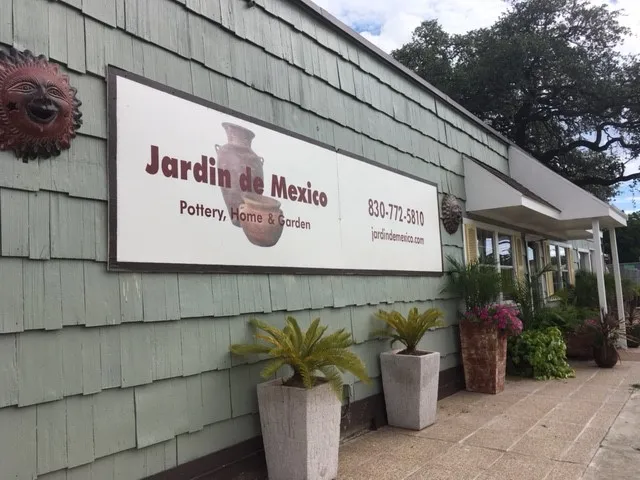 Jardin de Mexico
Pottery, Home & Garden
830-772-5810
jardindemexico.com